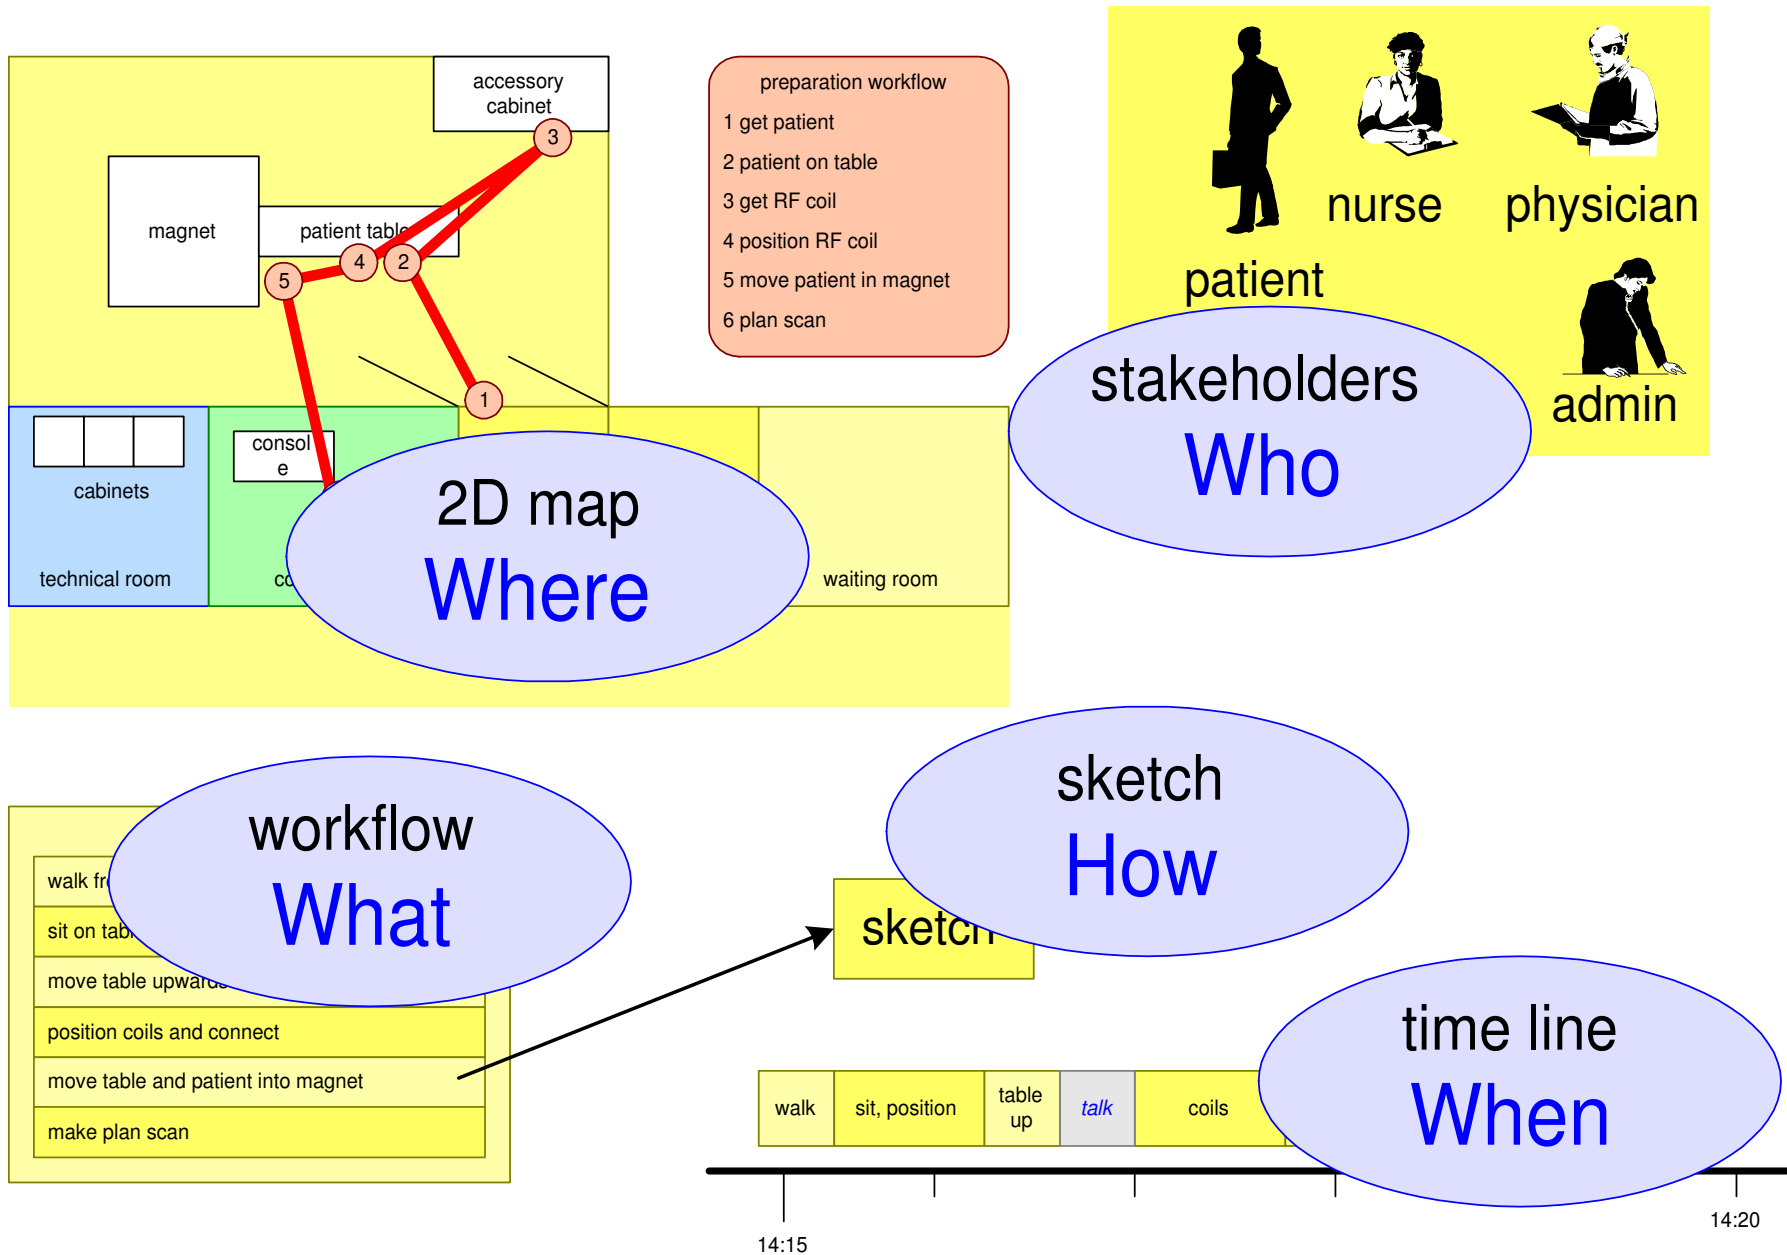 accessory
cabinet
3
magnet
patient table
4
2
5
1
preparation workflow
1 get patient
2 patient on table
3 get RF coil
4 position RF coil
5 move patient in magnet
6 plan scan
nurse
physician
patient
admin
stakeholders
Who
consol
e
cabinets
technical room
2D map
Where
waiting room
workflow
What
walk
sit on
move table upwards
position coils and connect
move table and patient into magnet
make plan scan
sketch
How
sketch
time line
When
walk
sit, position
table
up
talk
coils
14:15
14:20